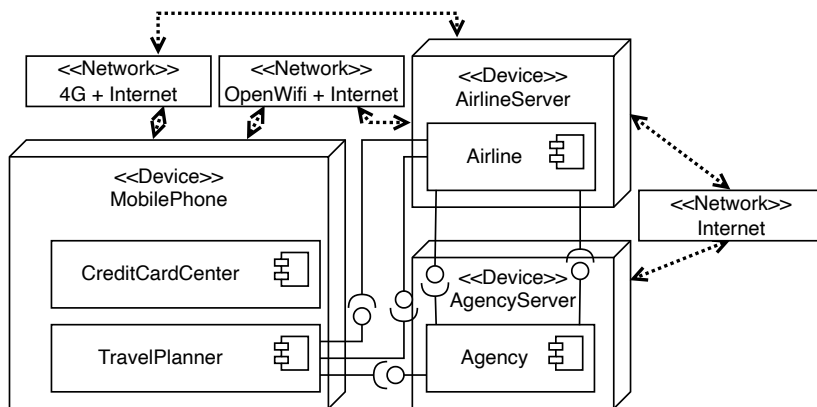 <<Network>>
4G + Internet
<<Network>>
OpenWifi + Internet
<<Device>>
AirlineServer
Airline
<<Device>>
MobilePhone
<<Network>>
Internet
CreditCardCenter
<<Device>>
AgencyServer
TravelPlanner
Agency